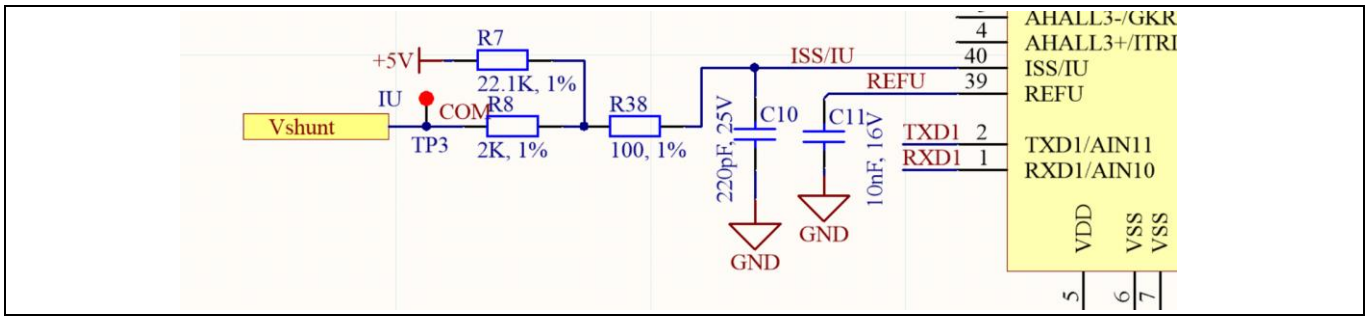 AHALL3-/GKR
4
AHALL3+/ITRI
R7
+5V
22.1K, 1%
ISS/IU
40
ISS/IU
REFU
39
REFU
IU
COM
R8
R38
Vshunt
TP3
2K, 1%
100, 1%
220pF, 25V
C10
C11
10nF, 16V
TXD1
2
TXD1/AIN11
RXD1
1
RXD1/AIN10
GND
GND
VDD
VSS
VSS
5
6
7